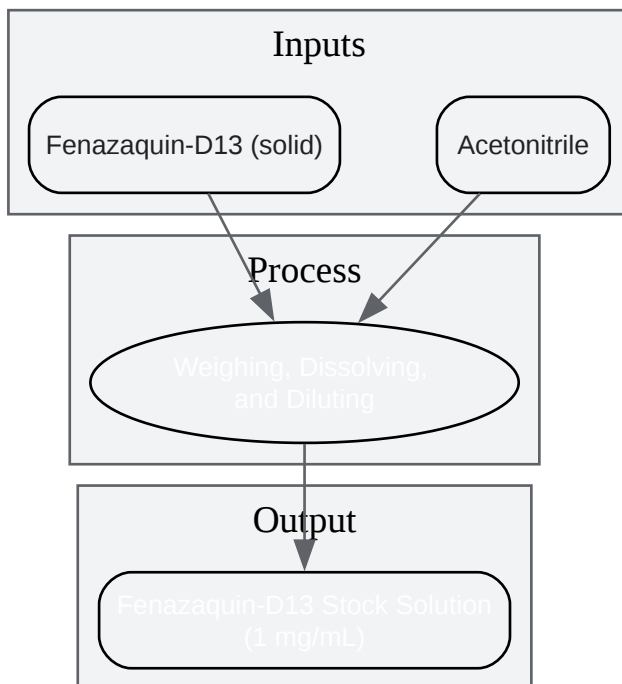 Inputs
Fenazaquin-D13 (solid)
Acetonitrile
Process
Weighing, Dissolving,
and Diluting
Output
Fenazaquin-D13 Stock Solution
(1 mg/mL)